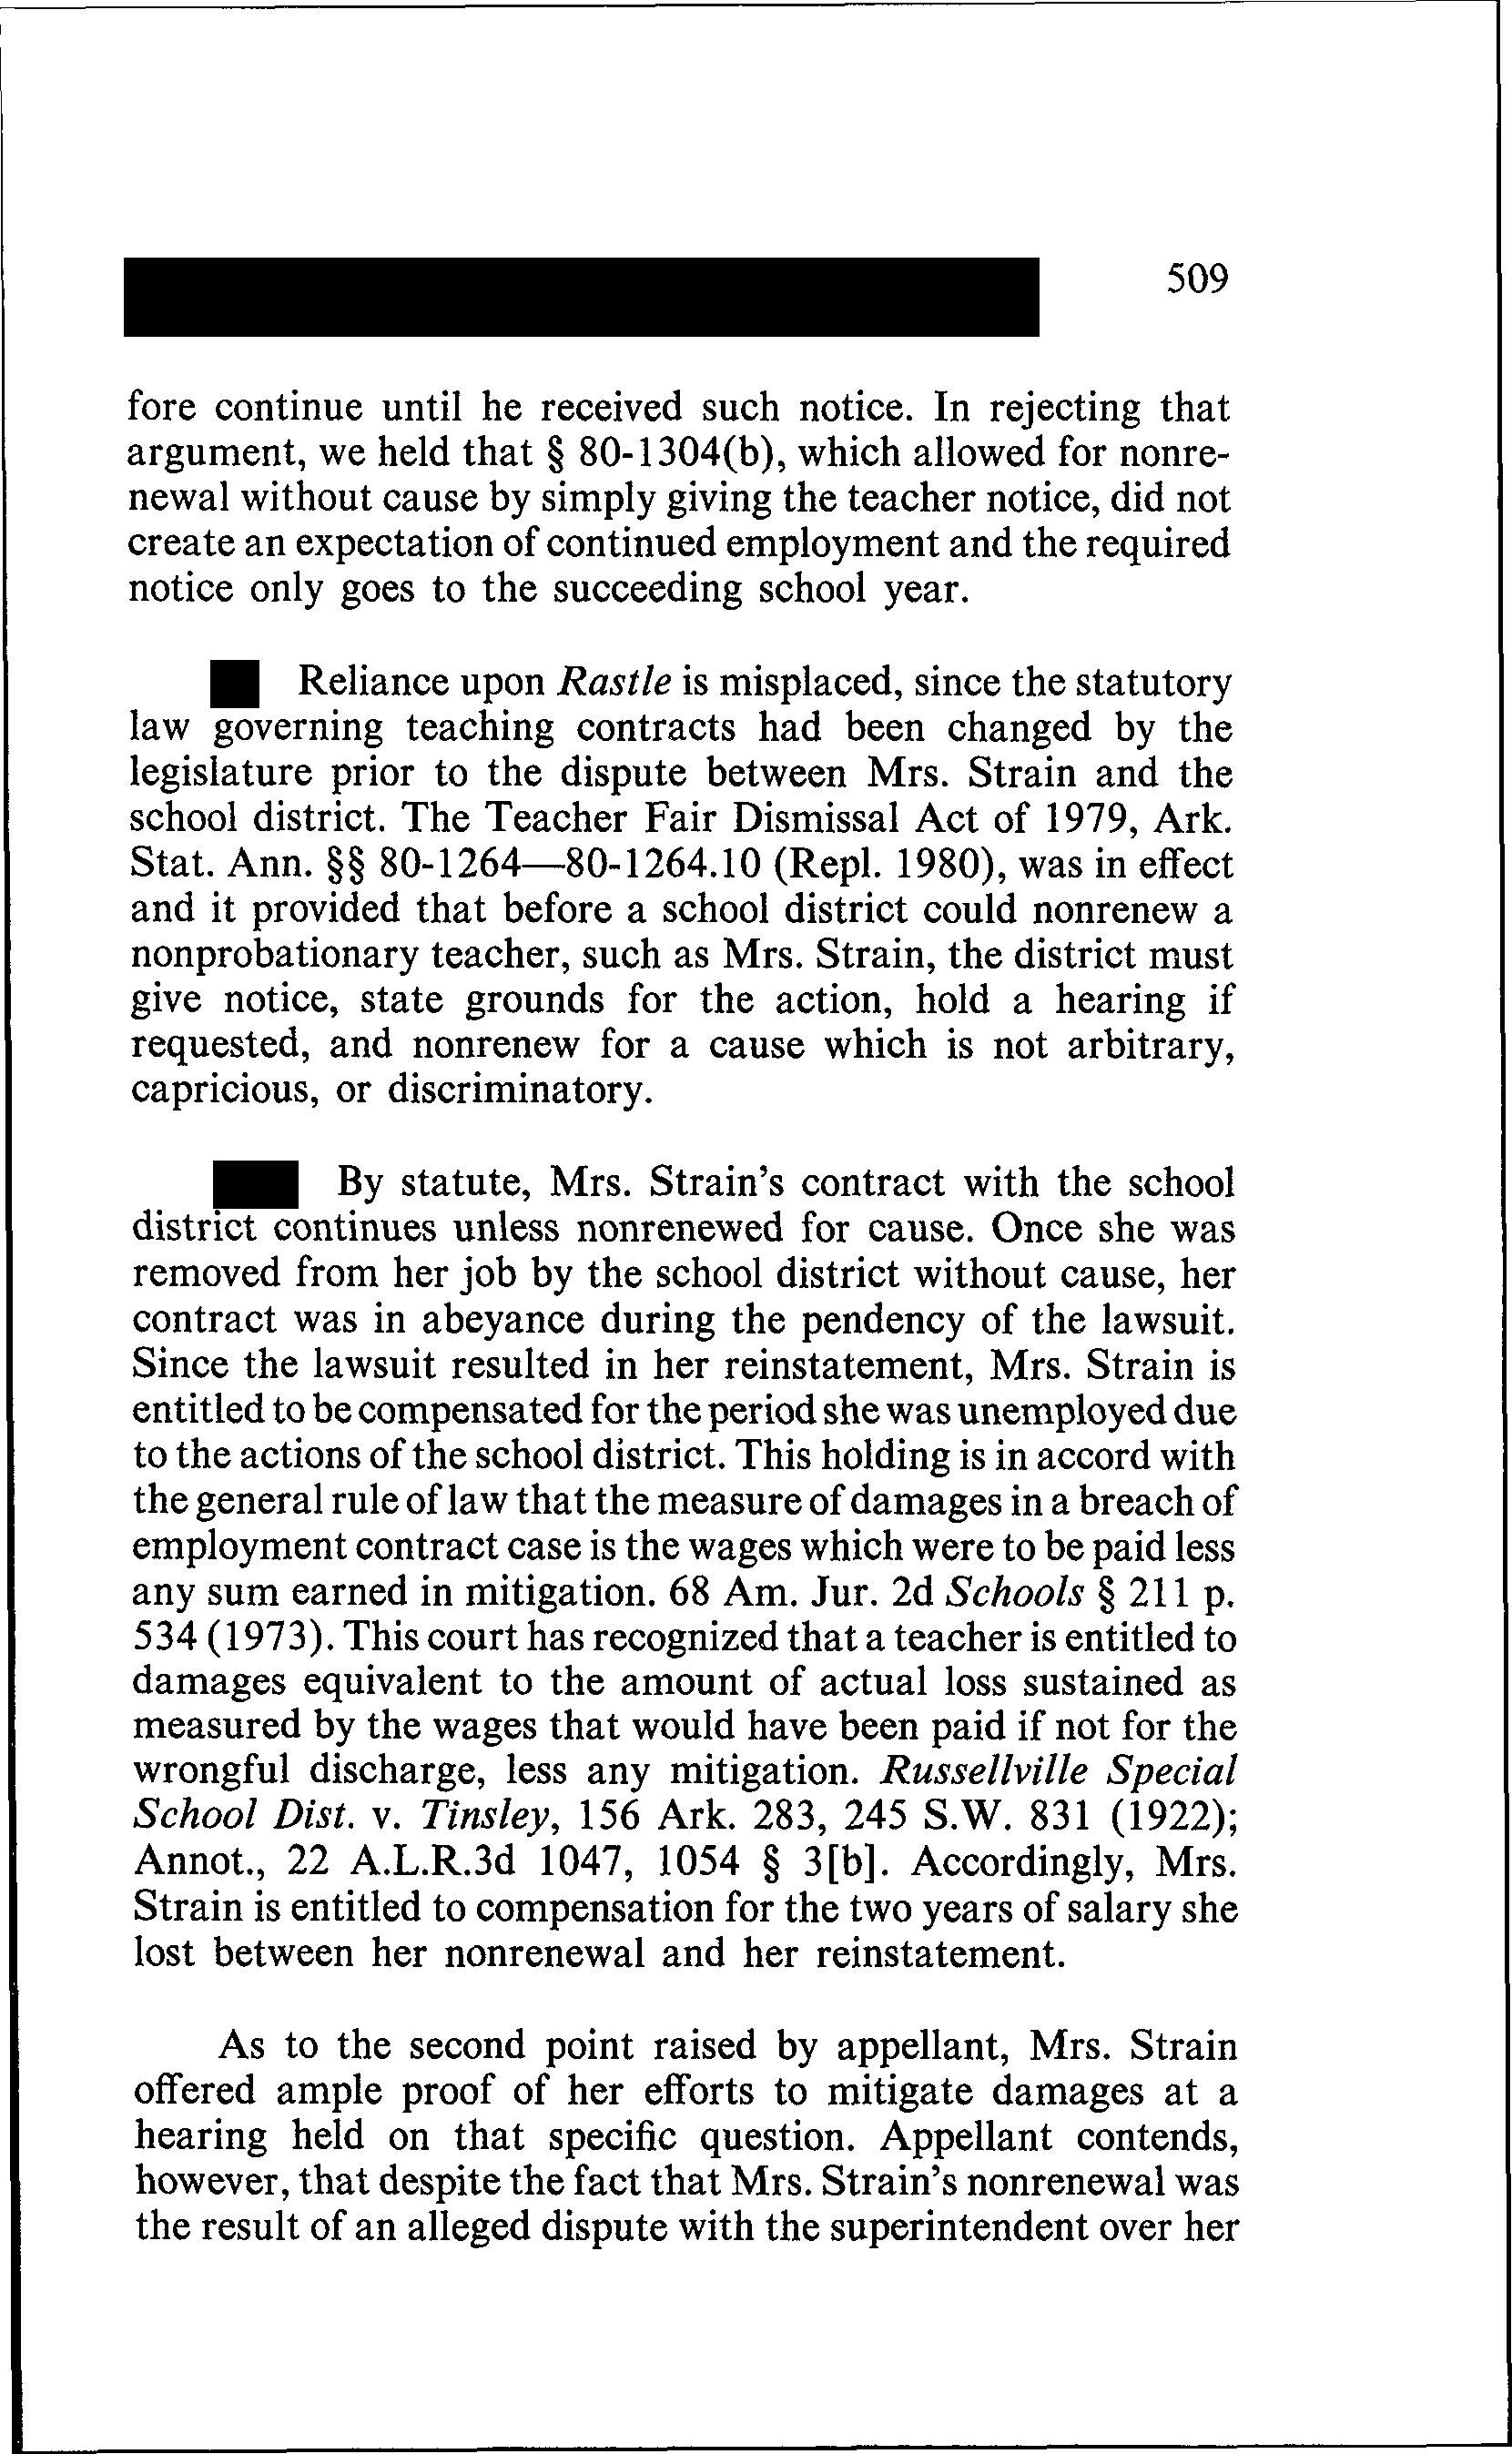 509
fore continue until he received such notice. In rejecting that
argument, we held that § 80-1304(b), which allowed for nonre-
newal without cause by simply giving the teacher notice, did not
create an expectation of continued employment and the required
notice only goes to the succeeding school year.
Reliance upon Rastle is misplaced, since the statutory
law governing teaching contracts had been changed by the
legislature prior to the dispute between Mrs. Strain and the
school district. The Teacher Fair Dismissal Act of 1979, Ark.
Stat. Ann. §§ 80-1264—80-1264.10 (Repl. 1980), was in effect
and it provided that before a school district could nonrenew a
nonprobationary teacher, such as Mrs. Strain, the district must
give notice, state grounds for the action, hold a hearing if
requested, and nonrenew for a cause which is not arbitrary,
capricious, or discriminatory.
By statute, Mrs. Strain's contract with the school
district continues unless nonrenewed for cause. Once she was
removed from her job by the school district without cause, her
contract was in abeyance during the pendency of the lawsuit.
Since the lawsuit resulted in her reinstatement, Mrs. Strain is
entitled to be compensated for the period she was unemployed due
to the actions of the school district. This holding is in accord with
the general rule of law that the measure of damages in a breach of
employment contract case is the wages which were to be paid less
any sum earned in mitigation. 68 Am. Jur. 2d Schools § 211 p.
534 (1973). This court has recognized that a teacher is entitled to
damages equivalent to the amount of actual loss sustained as
measured by the wages that would have been paid if not for the
wrongful discharge, less any mitigation. Russellville Special
School Dist. v. Tinsley, 156 Ark. 283, 245 S.W. 831 (1922);
Annot., 22 A.L.R.3d 1047, 1054 § 3[b]. Accordingly, Mrs.
Strain is entitled to compensation for the two years of salary she
lost between her nonrenewal and her reinstatement.
As to the second point raised by appellant, Mrs. Strain
offered ample proof of her efforts to mitigate damages at a
hearing held on that specific question. Appellant contends,
however, that despite the fact that Mrs. Strain's nonrenewal was
the result of an alleged dispute with the superintendent over her